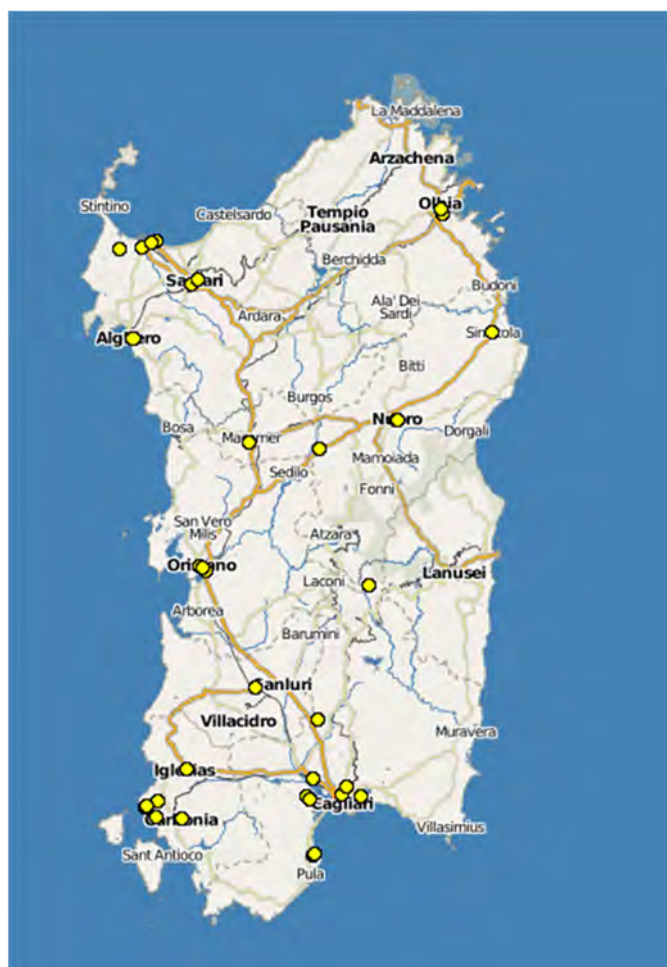 La Maddalena
Arzachena
Stintino
Castelsardo
Olbia
Tempio
Pausania
Berchidda
Sassari
Budoni
Ardara
Ala' Dei
Sardi
Alghero
Siniscola
Bitti
Burgos
Bosa
Nuoro
Macomer
Dorgali
Mamoiada
Sedilo
Fonni
San Vero
Milis
Atzara
Oristano
Laconi
Lanusei
Arborea
Barumini
Sanluri
Villacidro
Muravera
Iglesias
Cagliari
Carbonia
Villasimius
Sant Antioco
Pula